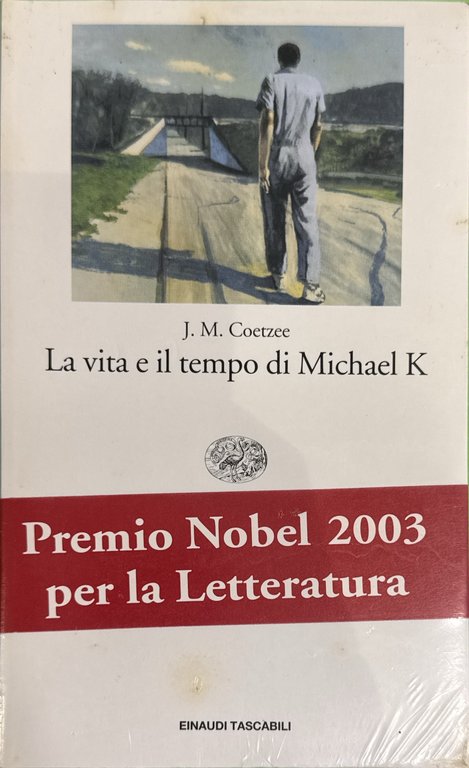 J. M. Coetzee
La vita e il tempo di Michael K
Premio Nobel 2003
per la Letteratura
EINAUDI TASCABILI